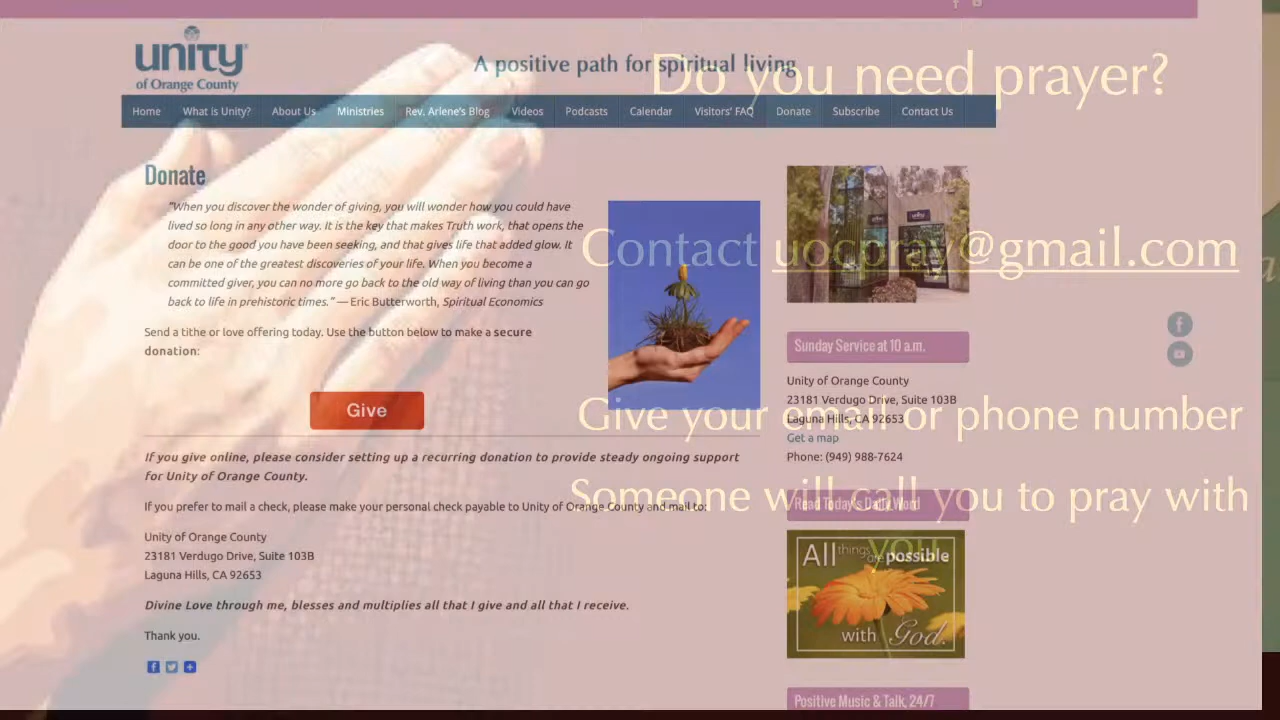 unity
of Orange County
A positive path for spiritual living
Do you need prayer?
Home What is Unity? About Us Ministries Rev. Arlene's Blog Videos Podcasts Calendar Visitors' FAQ Donate Subscribe Contact Us
Donate
"When you discover the wonder of giving, you will wonder how you could have
lived so long in any other way. It is the key that makes Truth work, that opens the
door to the good you have been seeking, and that gives life that added glow. It
can be one of the greatest discoveries of your life. When you become a
committed giver, you can no more go back to the old way of living than you can go
back to life in prehistoric times." — Eric Butterworth, Spiritual Economics
Send a tithe or love offering today. Use the button below to make a secure
donation:
Give
If you give online, please consider setting up a recurring donation to provide steady ongoing support
for Unity of Orange County.
If you prefer to mail a check, please make your personal check payable to Unity of Orange County and mail to:
Unity of Orange County
23181 Verdugo Drive, Suite 103B
Laguna Hills, CA 92653
Divine Love through me, blesses and multiplies all that I give and all that I receive.
Thank you.
Contact uocpray@gmail.com
Give your email or phone number
Someone will call you to pray with
you
Sunday Service at 10 a.m.
Unity of Orange County
23181 Verdugo Drive, Suite 103B
Laguna Hills, CA 92653
Get a map
Phone: (949) 988-7624
Read Today's Daily Word
All things are possible
with God.
Positive Music & Talk, 24/7